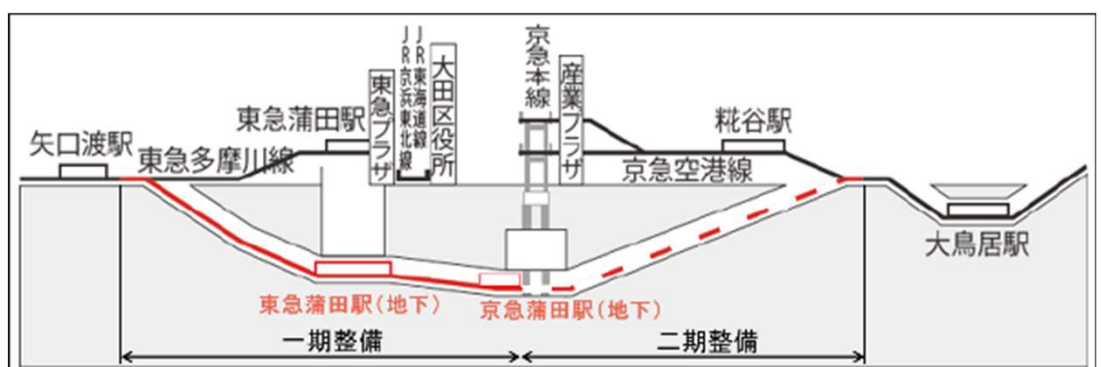 矢口渡駅
東急多摩川線
東急蒲田駅
東急プラザ
JR京浜東北線
JR東海道線
大田区役所
京急本線
産業プラザ
京急空港線
糀谷駅
大鳥居駅
東急蒲田駅(地下)
京急蒲田駅(地下)
一期整備
二期整備